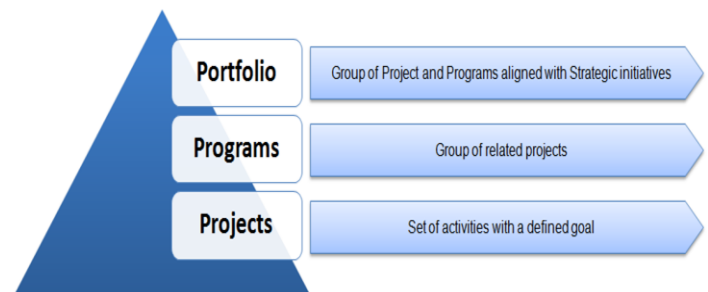 Portfolio
Group of Project and Programs aligned with Strategic initiatives
Programs
Group of related projects
Projects
Set of activities with a defined goal